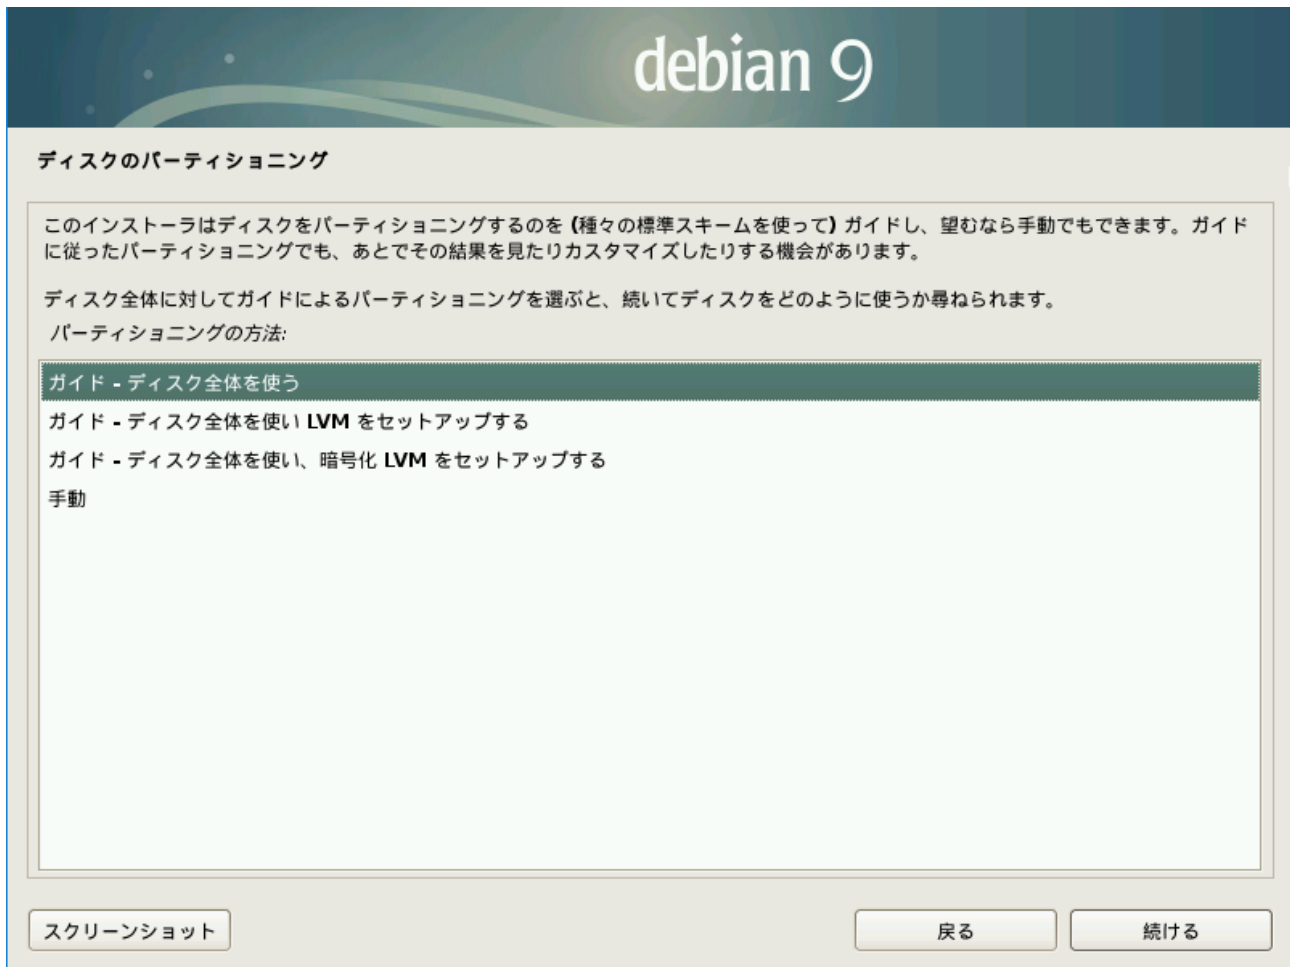 debian 9
ディスクのパーティショニング
このインストーラはディスクをパーティショニングするのを (種々の標準スキームを使って) ガイドし、望むなら手動でもできます。ガイド
に従ったパーティショニングでも、あとでその結果を見たりカスタマイズしたりする機会があります。
ディスク全体に対してガイドによるパーティショニングを選ぶと、続いてディスクをどのように使うか尋ねられます。
パーティショニングの方法:
ガイド - ディスク全体を使う
ガイド - ディスク全体を使い LVM をセットアップする
ガイド - ディスク全体を使い、暗号化 LVM をセットアップする
手動
スクリーンショット
戻る
続ける